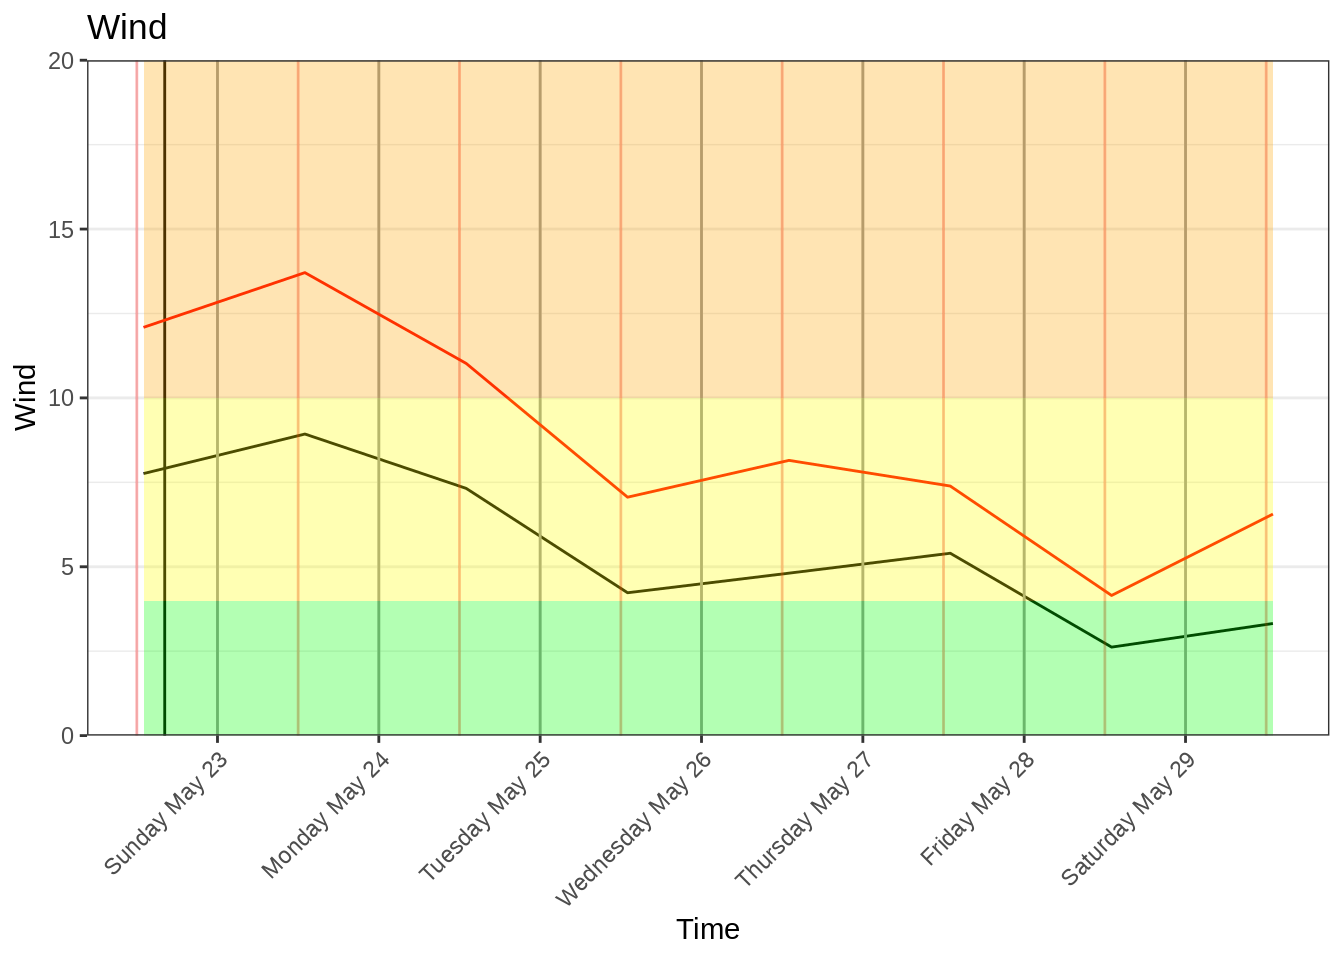 Wind
20
15
10
5
0
Wind
Sunday May 23
Monday May 24
Tuesday May 25
Wednesday May 26
Thursday May 27
Friday May 28
Saturday May 29
Time